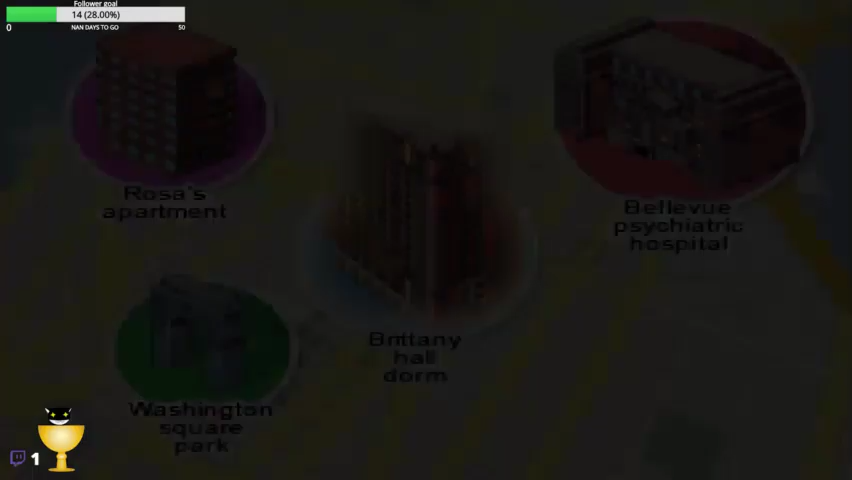 Follower goal
14 (28.00%)
0
NAN DAYS TO GO
50
Rosa's
apartment
Bellevue
psychiatric
hospital
Brittany
hall
dorm
Washington
square
park
1